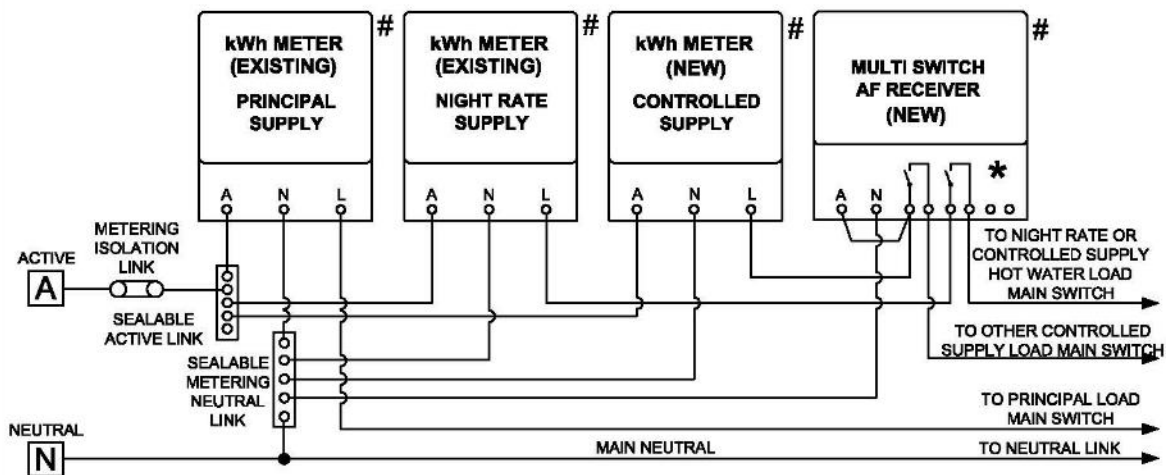 kWh METER
(EXISTING)
PRINCIPAL
SUPPLY
#
kWh METER
(EXISTING)
NIGHT RATE
SUPPLY
#
kWh METER
(NEW)
CONTROLLED
SUPPLY
#
MULTI SWITCH
AF RECEIVER
(NEW)
#
A N L
A N L
A N L
A N *
METERING
ISOLATION
LINK
ACTIVE
A
SEALABLE
ACTIVE LINK
TO NIGHT RATE OR
CONTROLLED SUPPLY
HOT WATER LOAD
MAIN SWITCH
TO OTHER CONTROLLED
SUPPLY LOAD MAIN SWITCH
SEALABLE
METERING
NEUTRAL
LINK
TO PRINCIPAL LOAD
MAIN SWITCH
NEUTRAL
N
MAIN NEUTRAL
TO NEUTRAL LINK